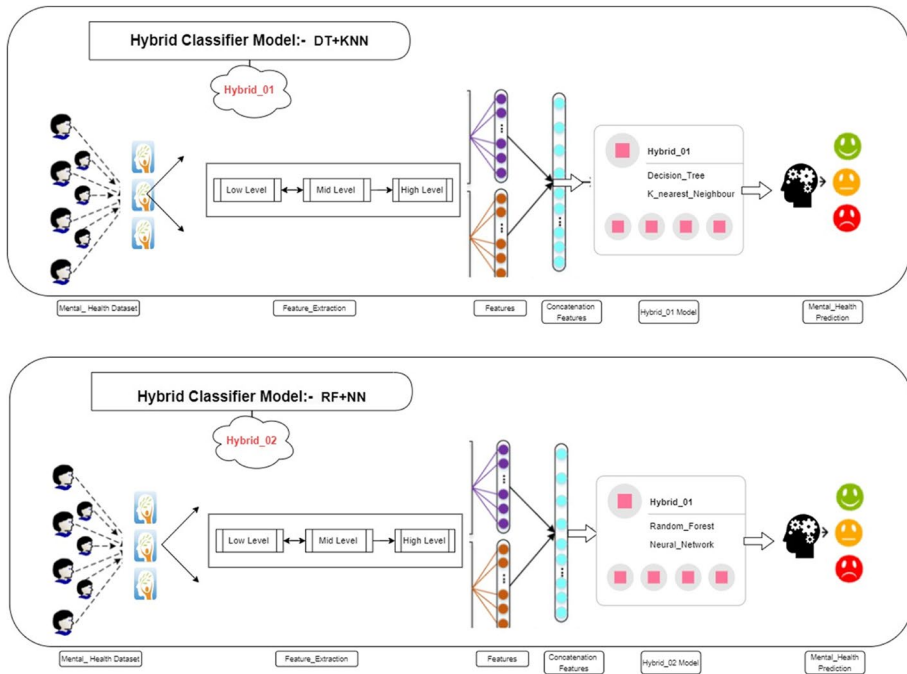 Hybrid Classifier Model:- DT+KNN
Hybrid_01
Low Level
Mid Level
High Level
Hybrid_01
Decision_Tree
K_nearest_Neighbour
Mental_ Health Dataset
Feature_Extraction
Features
Concatenation
Features
Hybrid_01 Model
Mental_Health
Prediction
Hybrid Classifier Model:- RF+NN
Hybrid_02
Low Level
Mid Level
High Level
Hybrid_01
Random_Forest
Neural_Network
Mental_ Health Dataset
Feature_Extraction
Features
Concatenation
Features
Hybrid_02 Model
Mental_Health
Prediction